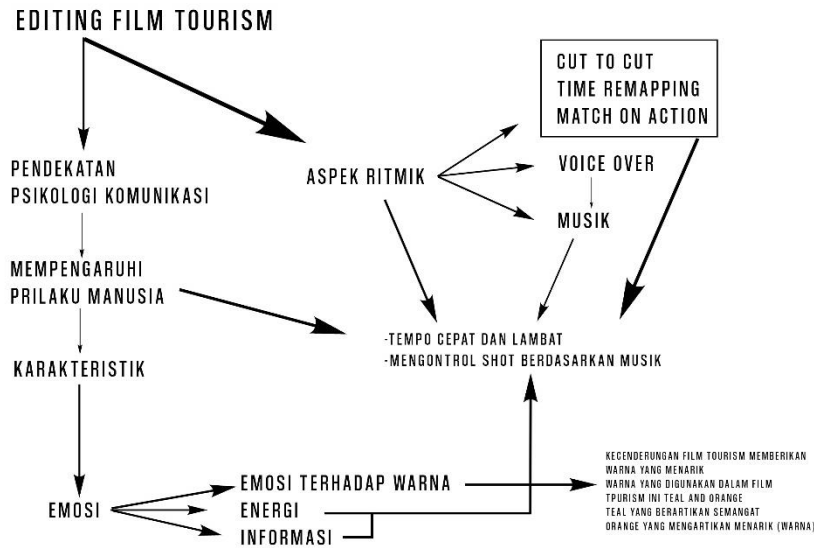 EDITING FILM TOURISM
CUT TO CUT
TIME REMAPPING
MATCH ON ACTION
PENDEKATAN
PSIKOLOGI KOMUNIKASI
ASPEK RITMIK
VOICE OVER
MUSIK
MEMPENGARUHI
PRILAKU MANUSIA
-TEMPO CEPAT DAN LAMBAT
-MENGONTROL SHOT BERDASARKAN MUSIK
KARAKTERISTIK
EMOSI
EMOSI TERHADAP WARNA
ENERGI
INFORMASI
KECENDERUNGAN FILM TOURISM MEMBERIKAN
WARNA YANG MENARIK
WARNA YANG DIGUNAKAN DALAM FILM
TPURISM INI TEAL AND ORANGE
TEAL YANG BERARTIKAN SEMANGAT
ORANGE YANG MENGARTIKAN MENARIK (WARNA)